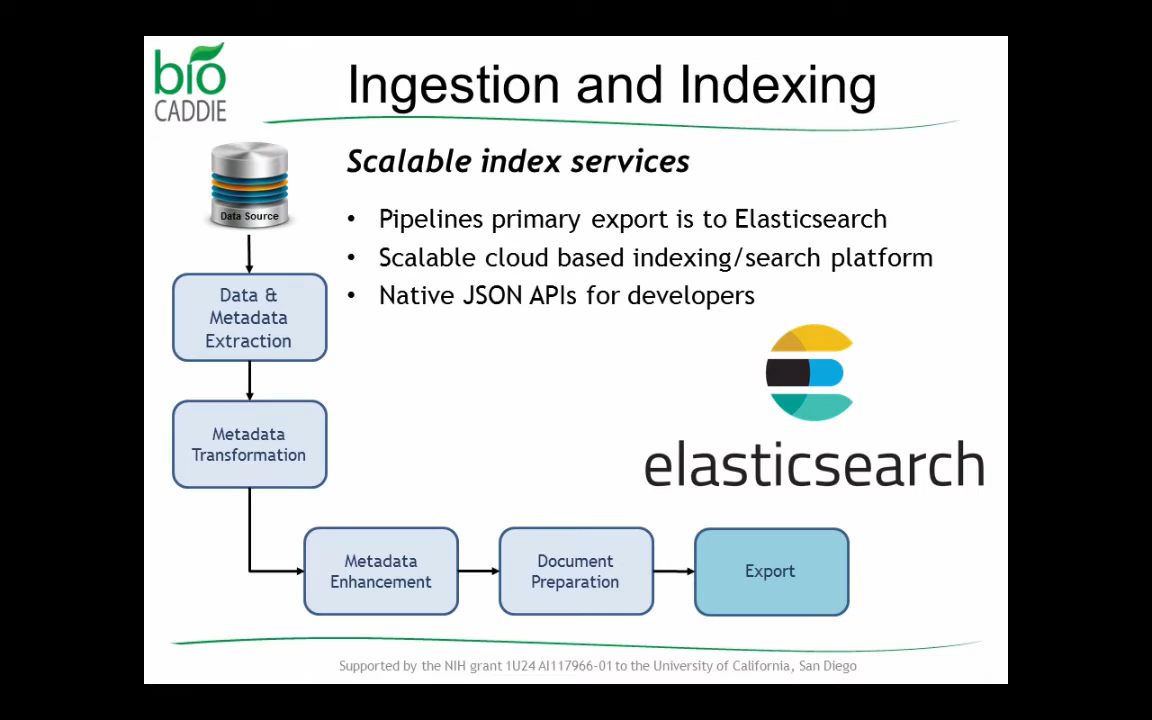 bio
CADDIE
Ingestion and Indexing
Scalable index services
Data Source
• Pipelines primary export is to Elasticsearch
• Scalable cloud based indexing/search platform
• Native JSON APIs for developers
Data &
Metadata
Extraction
Metadata
Transformation
elasticsearch
Metadata
Enhancement
Document
Preparation
Export
Supported by the NIH grant 1U24 AI117966-01 to the University of California, San Diego